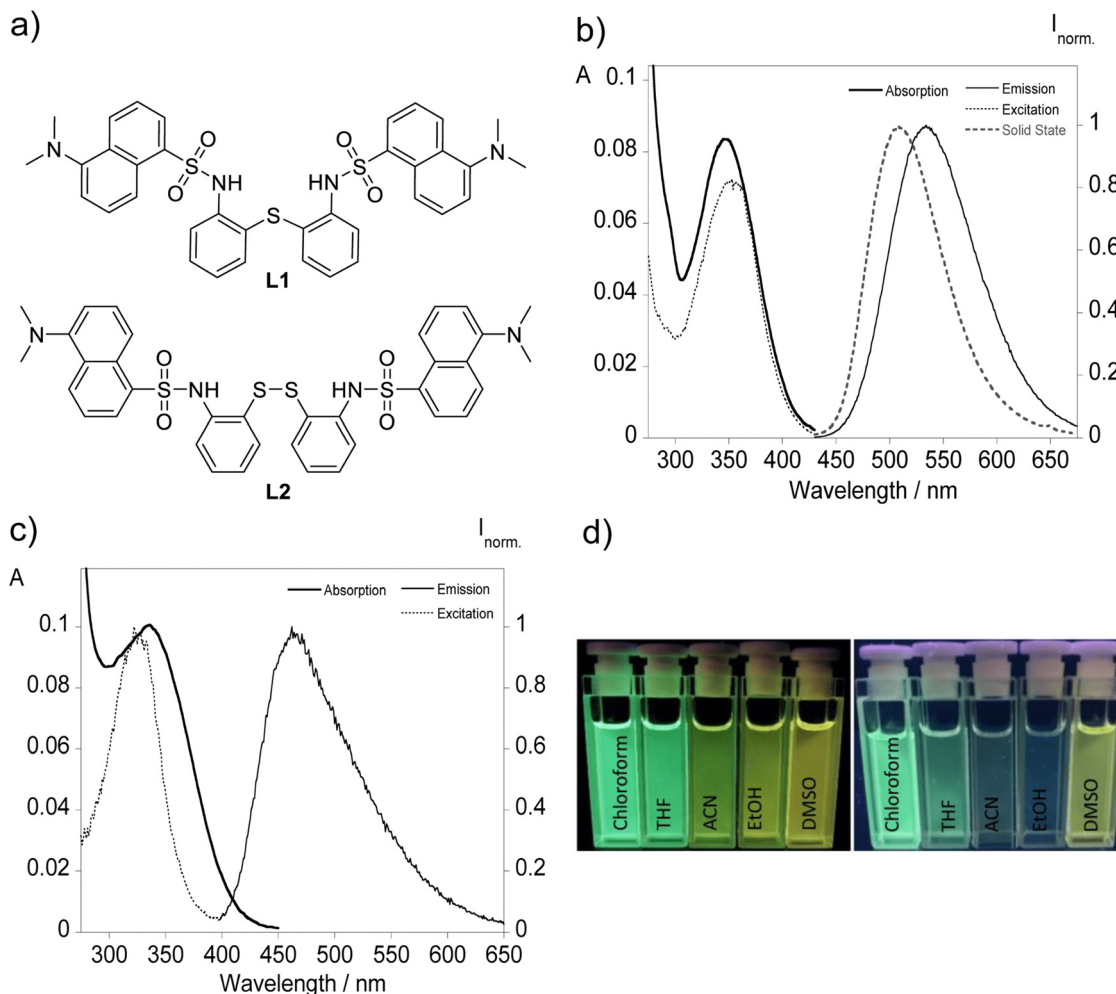 a)
N
S
O
O
NH
S
HN
O
S
O
N
L1
N
O
S
O
NH
S-S
HN
O
S
O
N
L2
b)
I norm.
A
Absorption
Emission
Excitation
Solid State
0.1
0.08
0.06
0.04
0.02
0
1
0.8
0.6
0.4
0.2
0
300 350 400 450 500 550 600 650
Wavelength / nm
c)
I norm.
A
Absorption
Emission
Excitation
0.1
0.08
0.06
0.04
0.02
0
1
0.8
0.6
0.4
0.2
0
300 350 400 450 500 550 600 650
Wavelength / nm
d)
Chloroform
THF
ACN
EtOH
DMSO
Chloroform
THF
ACN
EtOH
DMSO